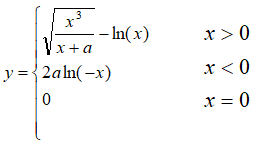 y = { √(x³/(x + a)) − ln(x) x > 0
2a ln(−x) x < 0
0 x = 0